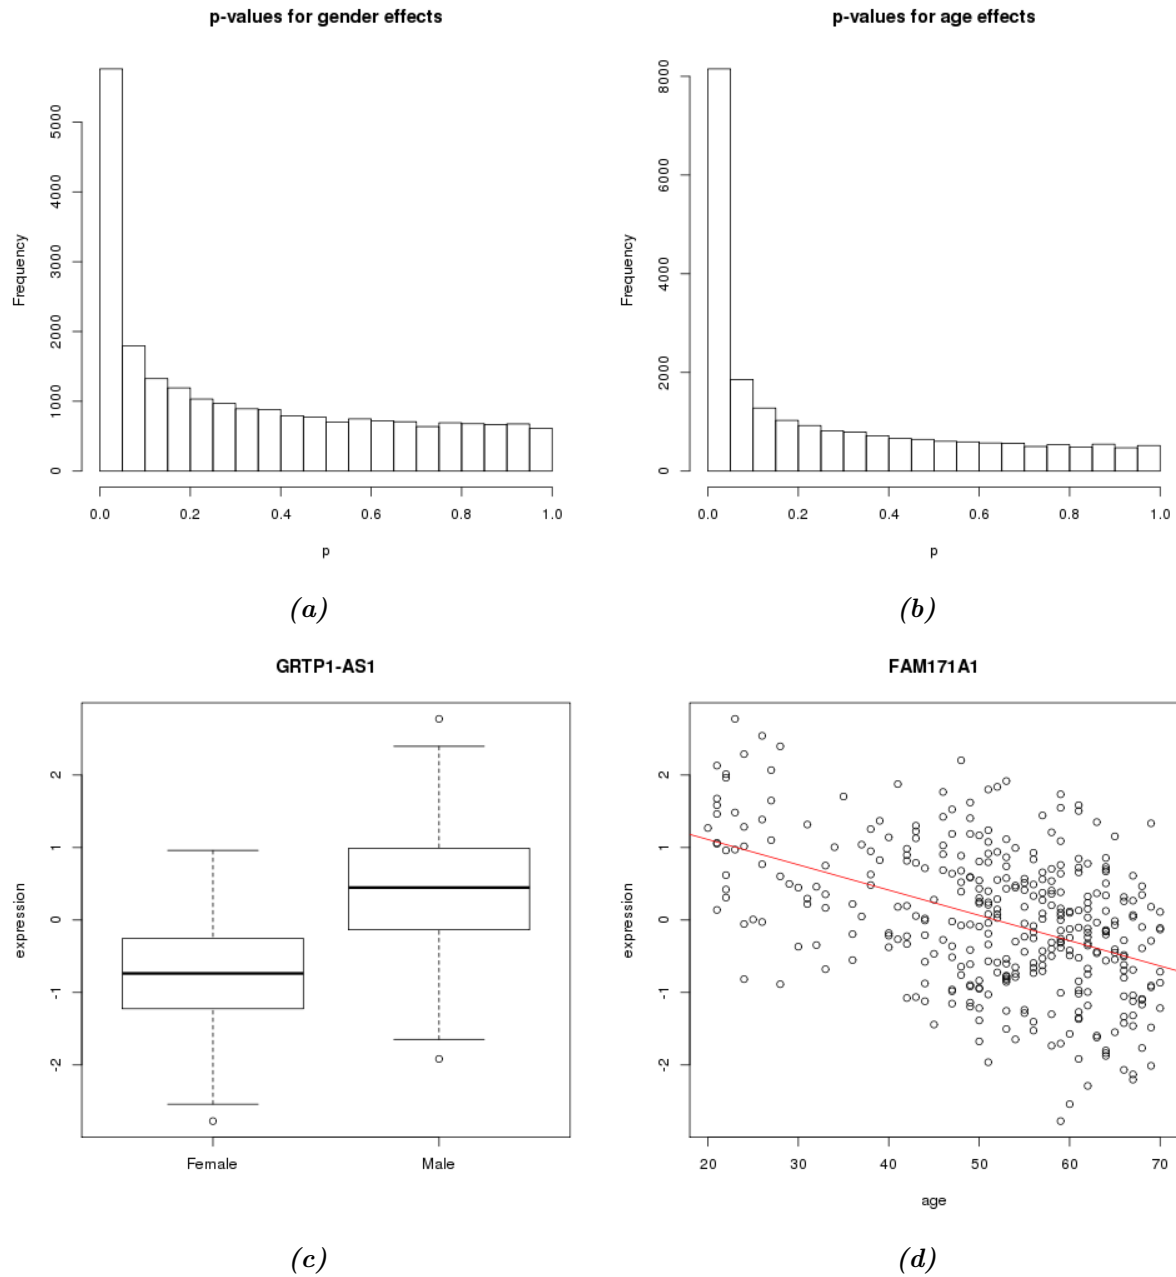 p-values for gender effects
Frequency
0 1000 2000 3000 4000 5000
0.0 0.2 0.4 0.6 0.8 1.0
p
(a)
p-values for age effects
Frequency
0 2000 4000 6000 8000
0.0 0.2 0.4 0.6 0.8 1.0
p
(b)
GRTP1-AS1
expression
-2 -1 0 1 2
Female Male
(c)
FAM171A1
expression
-2 -1 0 1 2
20 30 40 50 60 70
age
(d)